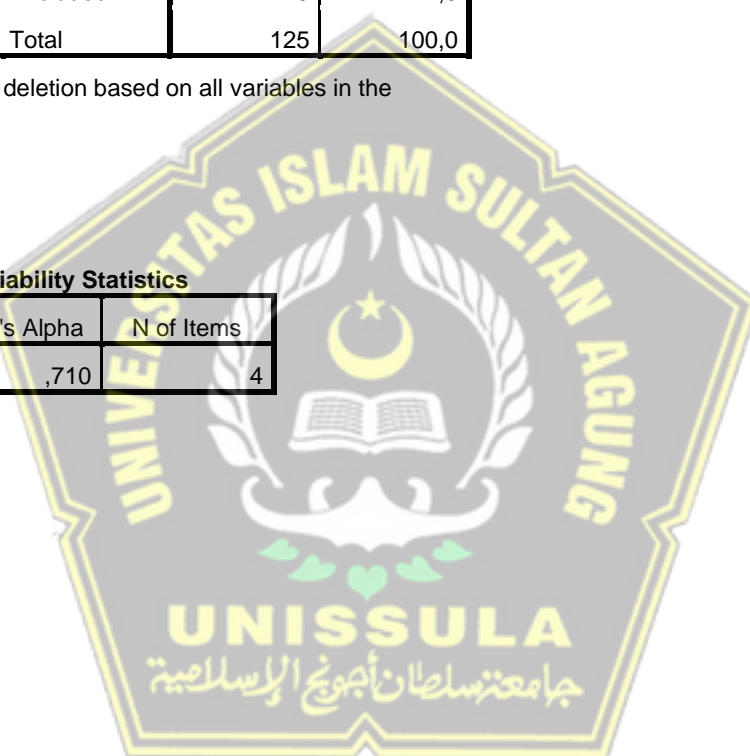 Total 125 100,0
deletion based on all variables in the
iability Statistics
's Alpha N of Items
,710 4
UNIVERSITAS ISLAM SULTAN AGUNG
UNISSULA
جامعة سلطان أجونج الإسلامية